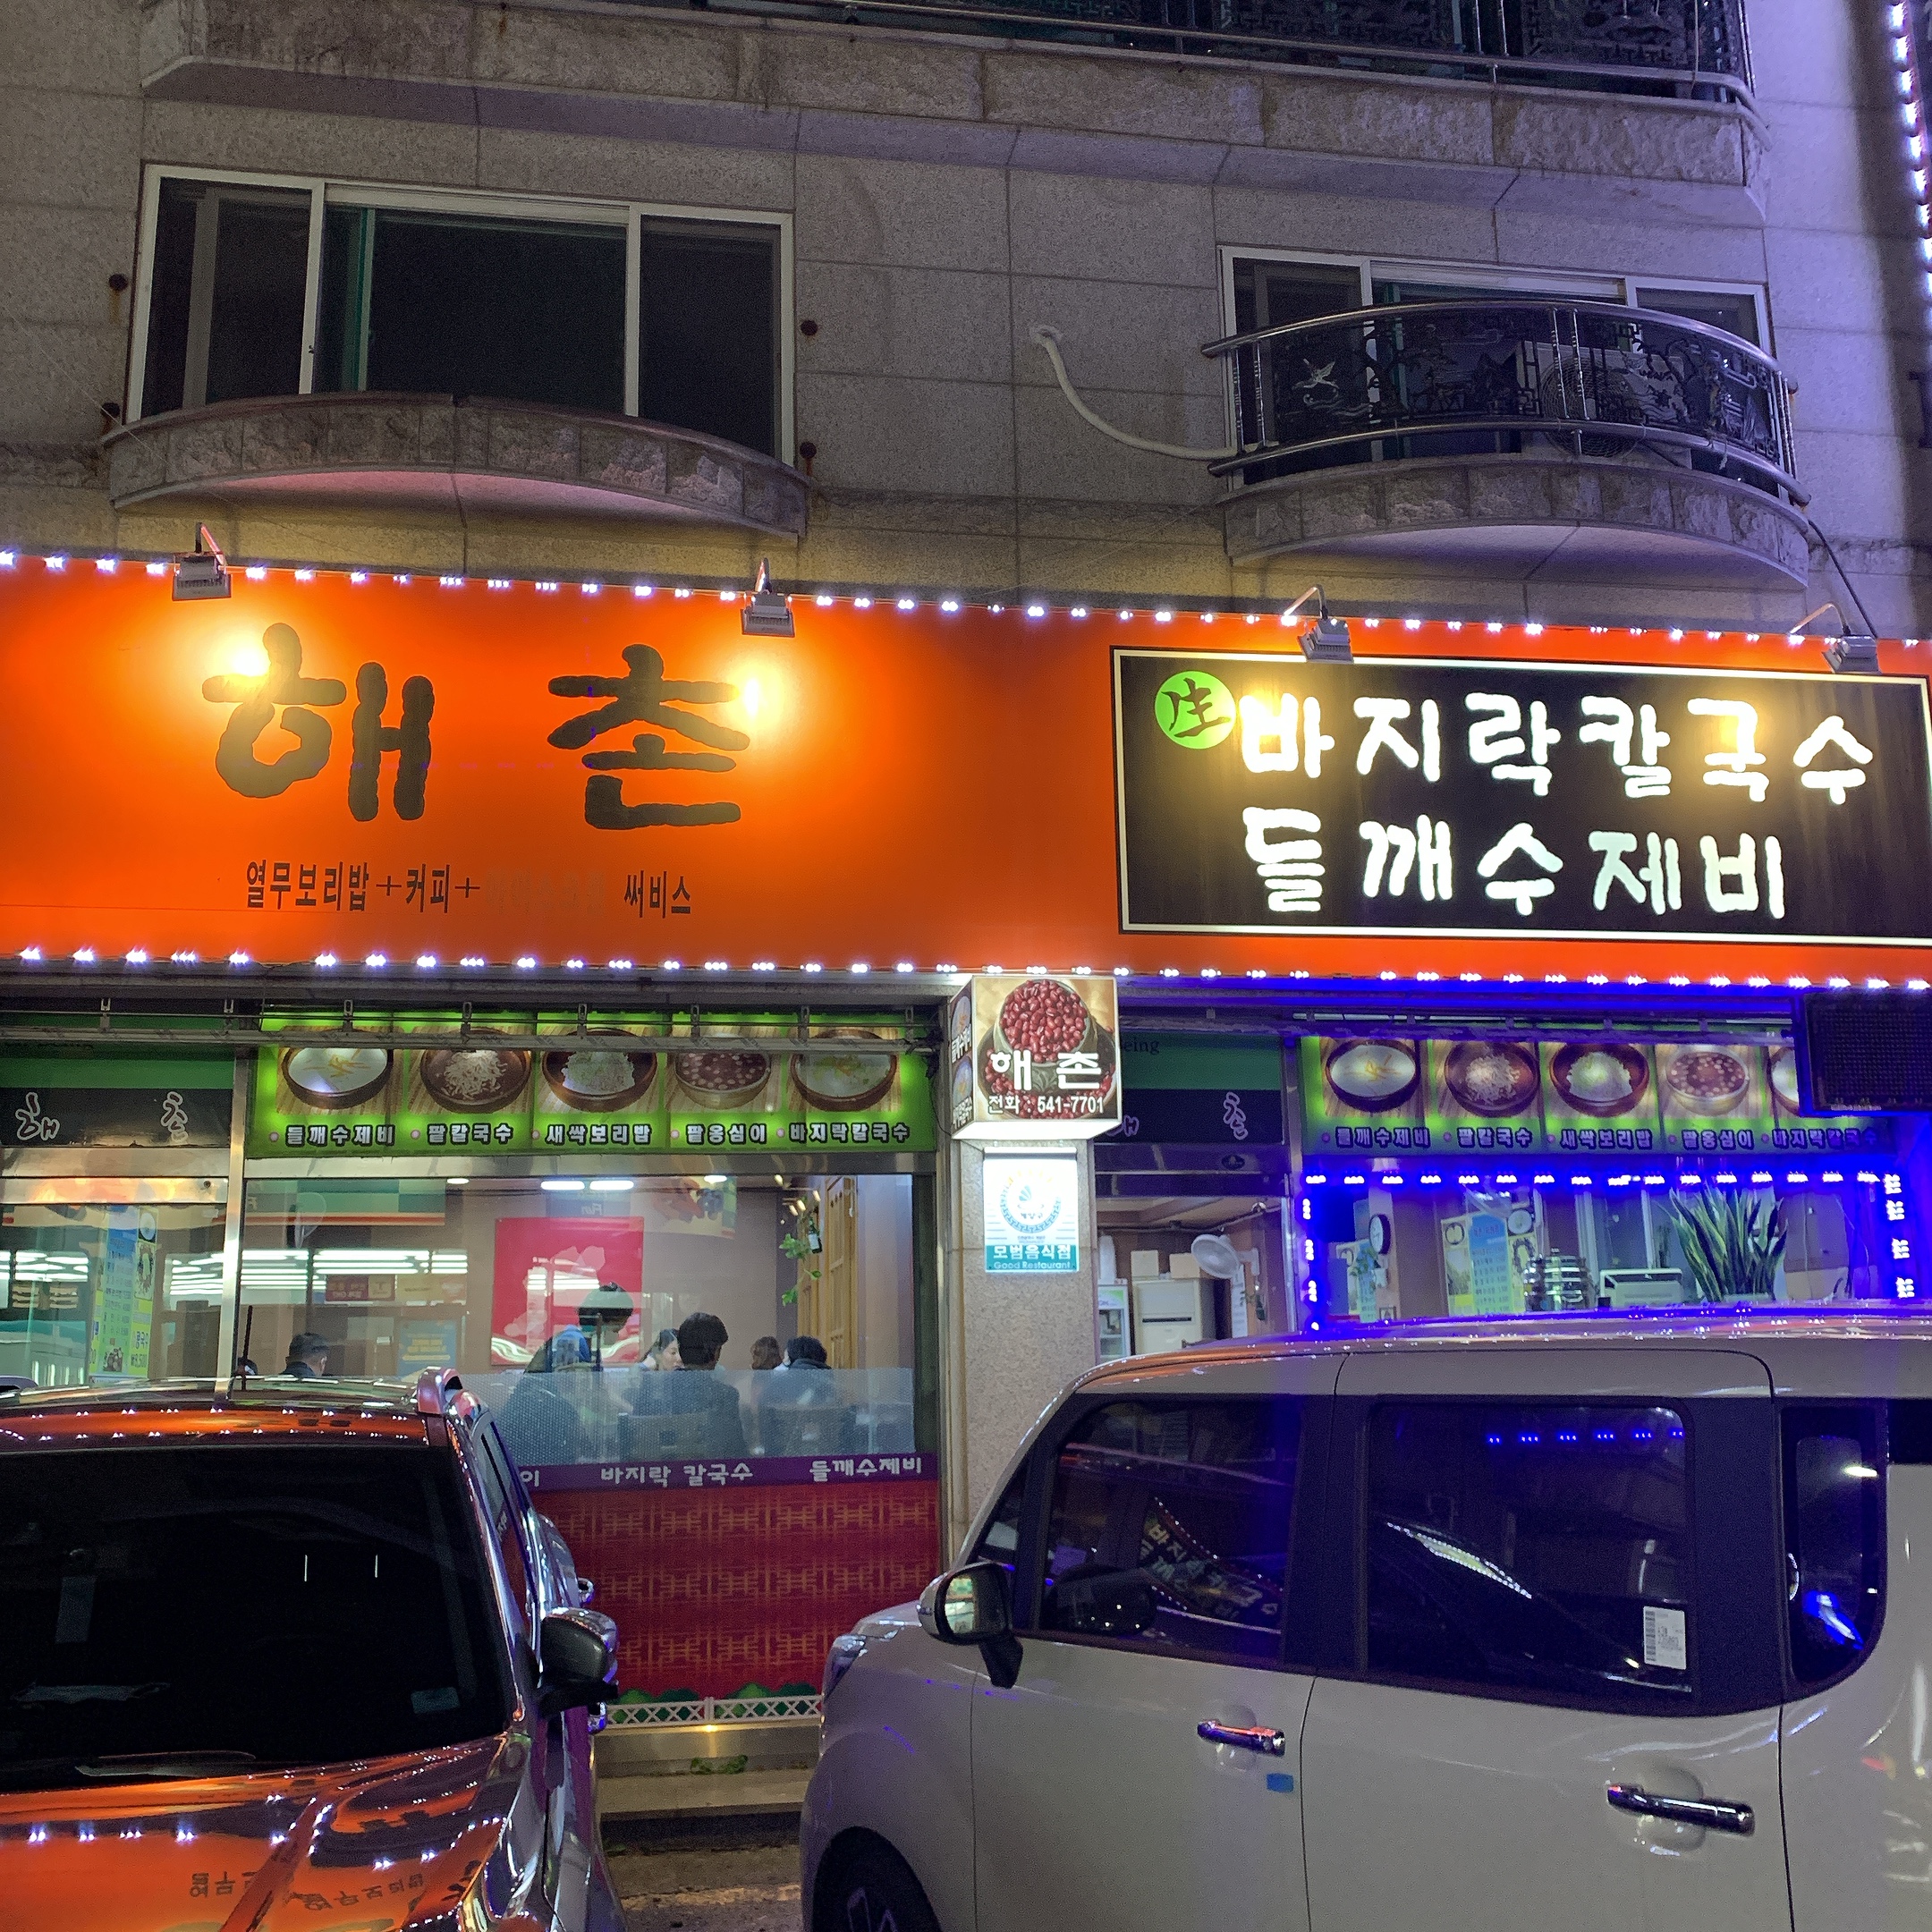 해촌
열무보리밥+커피+ 써비스
生 바지락칼국수
들깨수제비
해촌
들깨수제비 팥칼국수 새싹보리밥 팥옹심이 바지락칼국수
해촌
전화 541-7701
모범음식점
Good Restaurant
해촌
들깨수제비 팥칼국수 새싹보리밥 팥옹심이 바지락칼국수
이 바지락 칼국수 들깨수제비